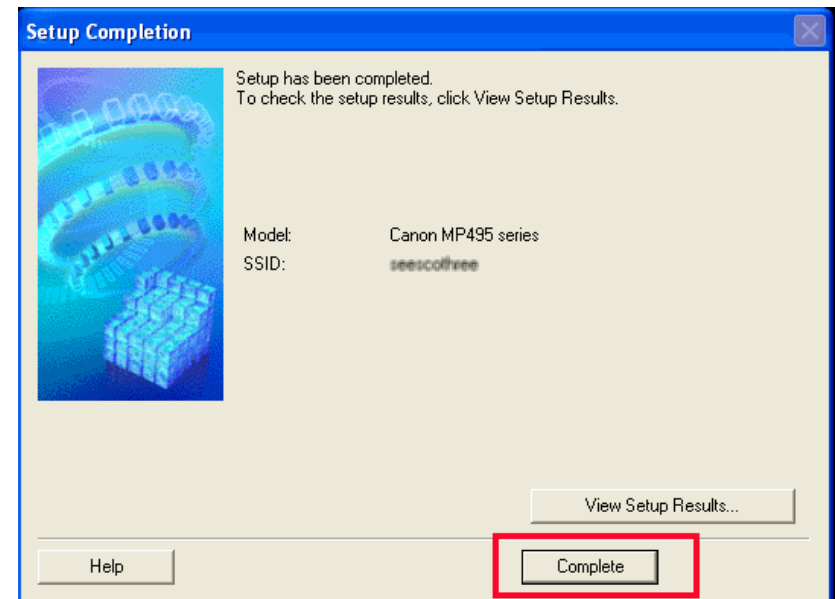 Setup Completion
Setup has been completed.
To check the setup results, click View Setup Results.
Model: Canon MP495 series
SSID:
View Setup Results...
Help
Complete